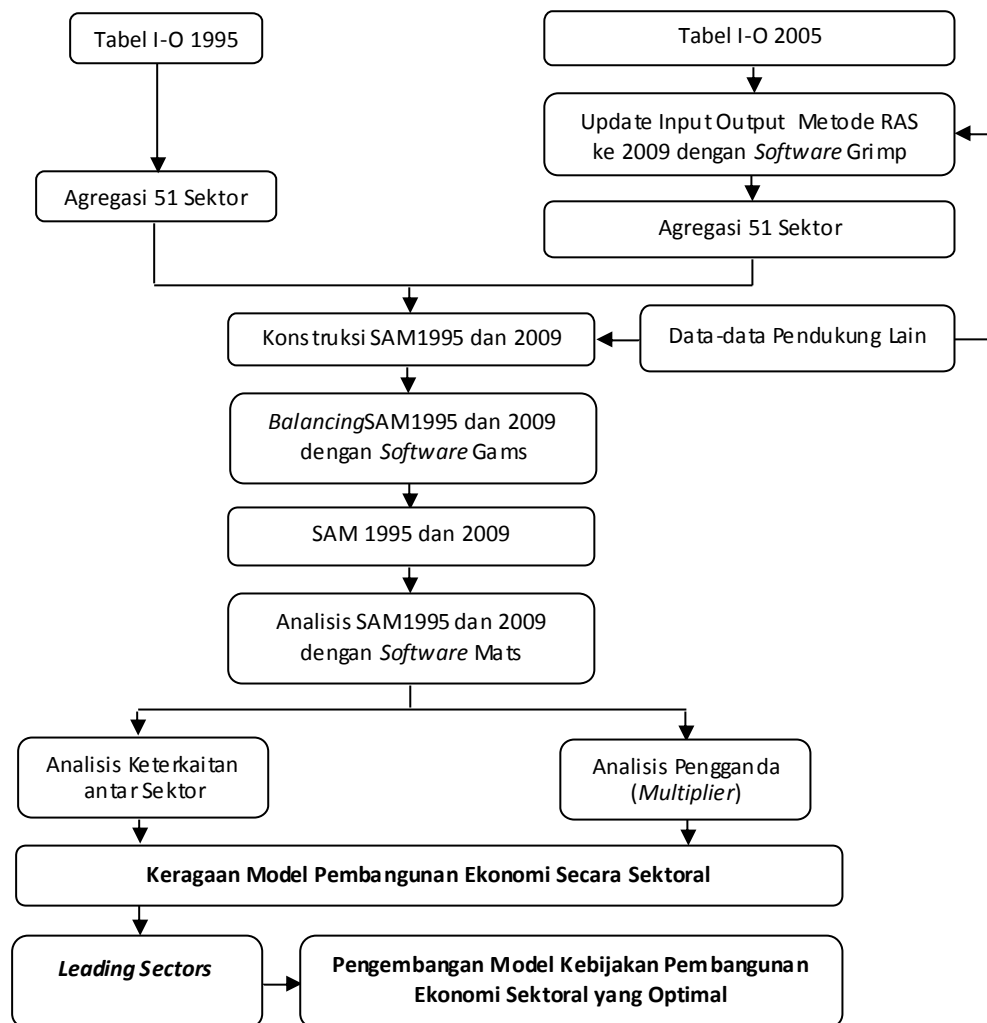 Tabel I-O 1995
Tabel I-O 2005
Update Input Output Metode RAS
ke 2009 dengan Software Grimp
Agregasi 51 Sektor
Agregasi 51 Sektor
Konstruksi SAM1995 dan 2009
Data-data Pendukung Lain
BalancingSAM1995 dan 2009
dengan Software Gams
SAM 1995 dan 2009
Analisis SAM1995 dan 2009
dengan Software Mats
Analisis Keterkaitan
antar Sektor
Analisis Pengganda
(Multiplier)
Keragaan Model Pembangunan Ekonomi Secara Sektoral
Leading Sectors
Pengembangan Model Kebijakan Pembangunan
Ekonomi Sektoral yang Optimal